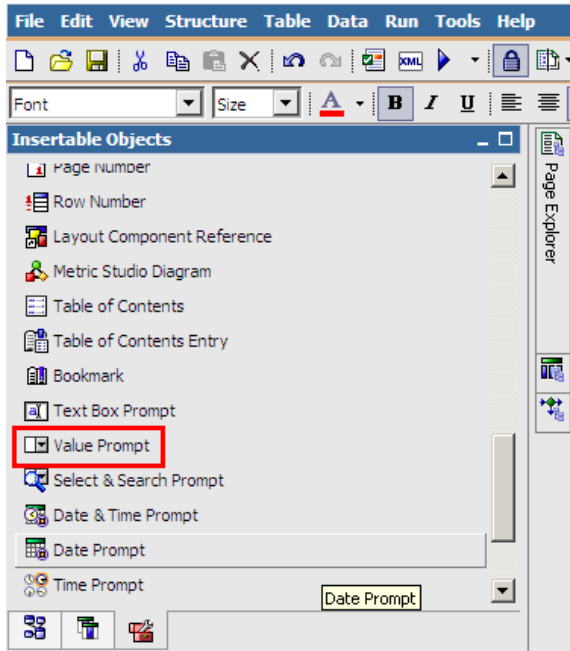 File Edit View Structure Table Data Run Tools Help
XML
Font Size A B I U
Insertable Objects
Page Number
Row Number
Layout Component Reference
Metric Studio Diagram
Table of Contents
Table of Contents Entry
Bookmark
Text Box Prompt
Value Prompt
Select & Search Prompt
Date & Time Prompt
Date Prompt
Time Prompt
Date Prompt
Page Explorer